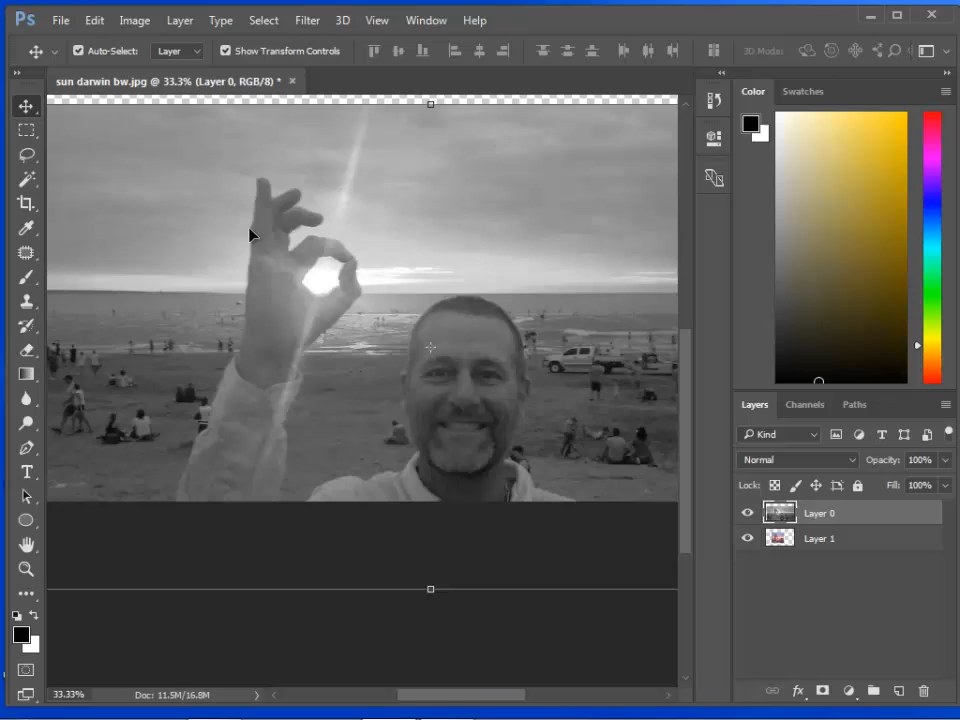 Ps File Edit Image Layer Type Select Filter 3D View Window Help
Auto-Select: Layer Show Transform Controls 3D Mode:
sun darwin bw.jpg @ 33.3% (Layer 0, RGB/8) *
Color Swatches
Layers Channels Paths
Kind
Normal Opacity: 100%
Lock: Fill: 100%
Layer 0
Layer 1
33.33% Doc: 11.5M/16.8M